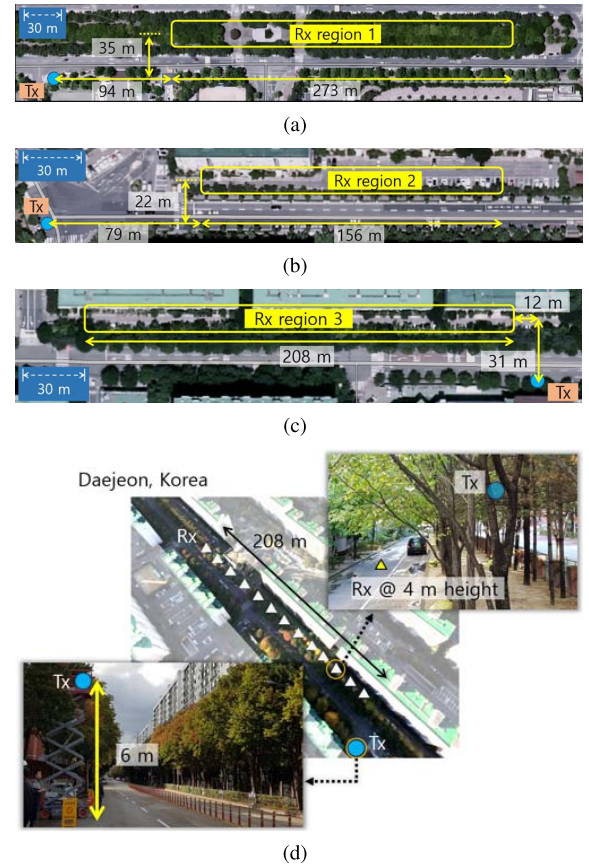 30 m
Rx region 1
35 m
Tx
94 m
273 m
(a)
30 m
Rx region 2
22 m
Tx
79 m
156 m
(b)
12 m
Rx region 3
208 m
31 m
30 m
Tx
(c)
Daejeon, Korea
Tx
Rx
208 m
Rx @ 4 m height
Tx
6 m
Tx
(d)